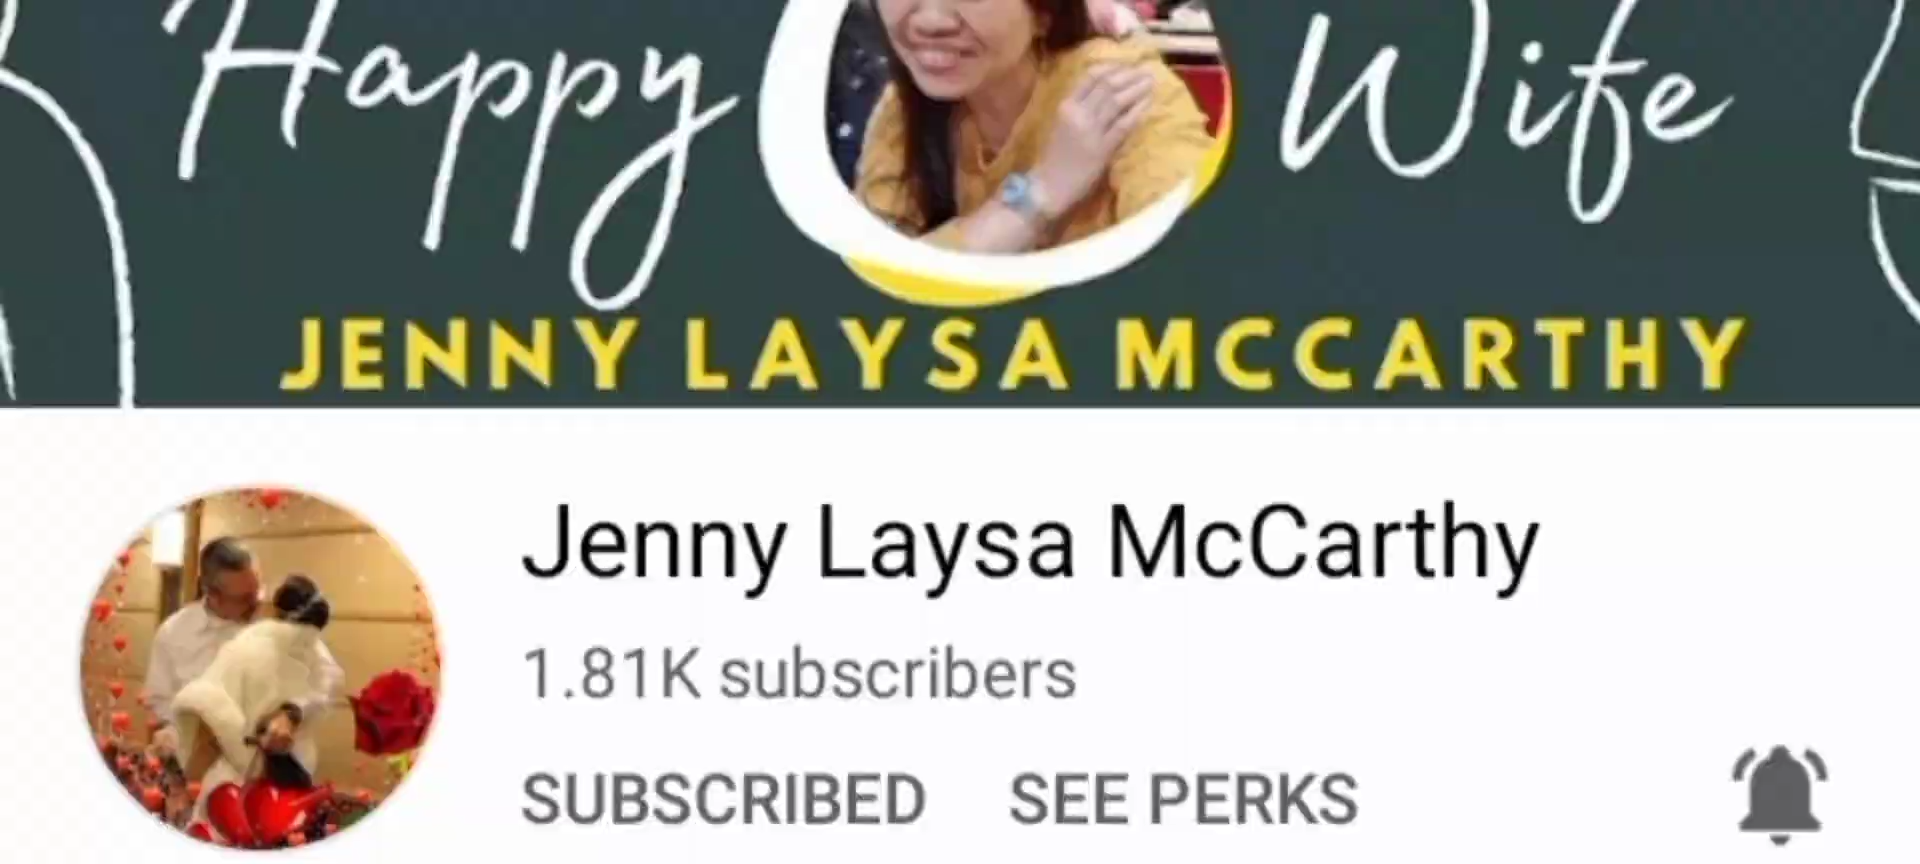 Happy Wife
JENNY LAYSA MCCARTHY
Jenny Laysa McCarthy
1.81K subscribers
SUBSCRIBED SEE PERKS